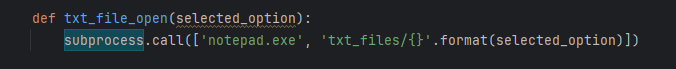 def txt_file_open(selected_option):
    subprocess.call(['notepad.exe', 'txt_files/{}'.format(selected_option)])